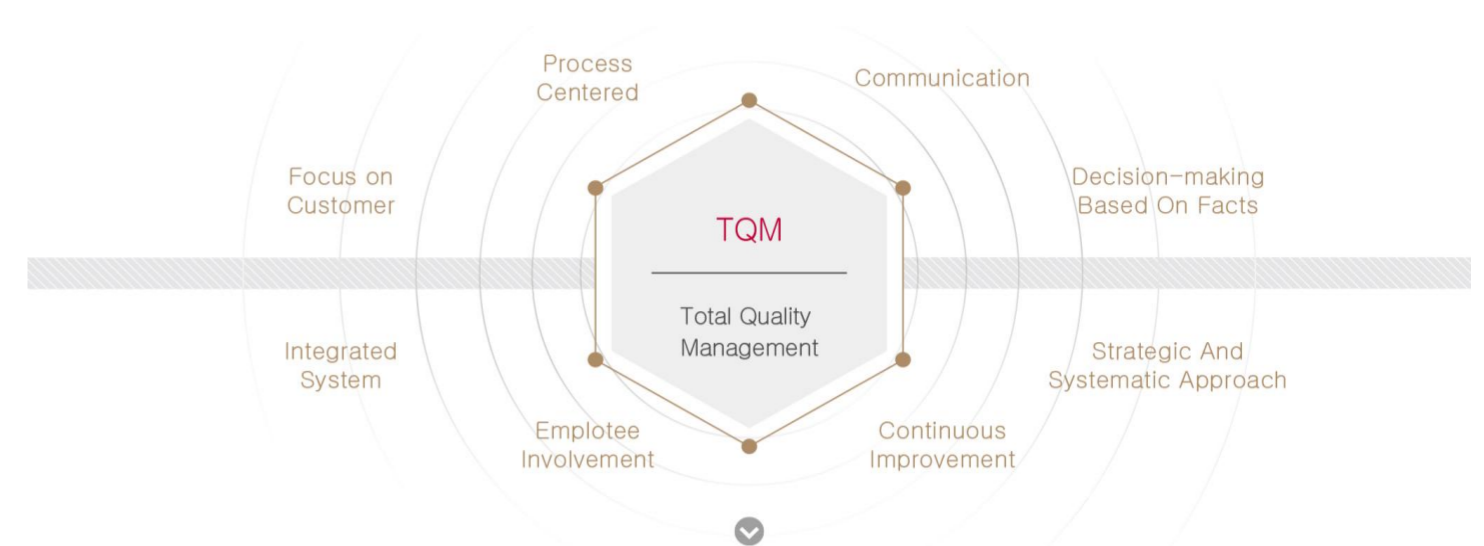 Process
Centered
Communication
Focus on
Customer
Decision-making
Based On Facts
TQM
Total Quality
Management
Integrated
System
Strategic And
Systematic Approach
Emplotee
Involvement
Continuous
Improvement